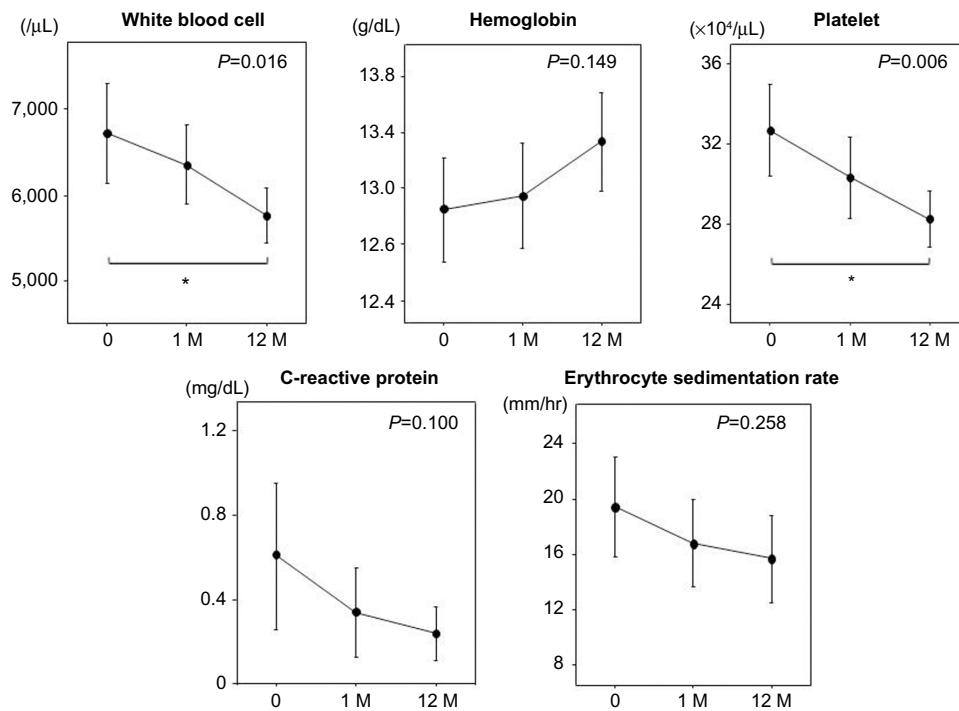 White blood cell
(/μL)
P=0.016
7,000
6,000
5,000
*
0 1 M 12 M
Hemoglobin
(g/dL)
P=0.149
13.8
13.4
13.0
12.6
12.4
0 1 M 12 M
Platelet
(×10⁴/μL)
P=0.006
36
32
28
24
*
0 1 M 12 M
C-reactive protein
(mg/dL)
P=0.100
1.2
0.8
0.4
0
0 1 M 12 M
Erythrocyte sedimentation rate
(mm/hr)
P=0.258
24
20
16
12
8
0 1 M 12 M